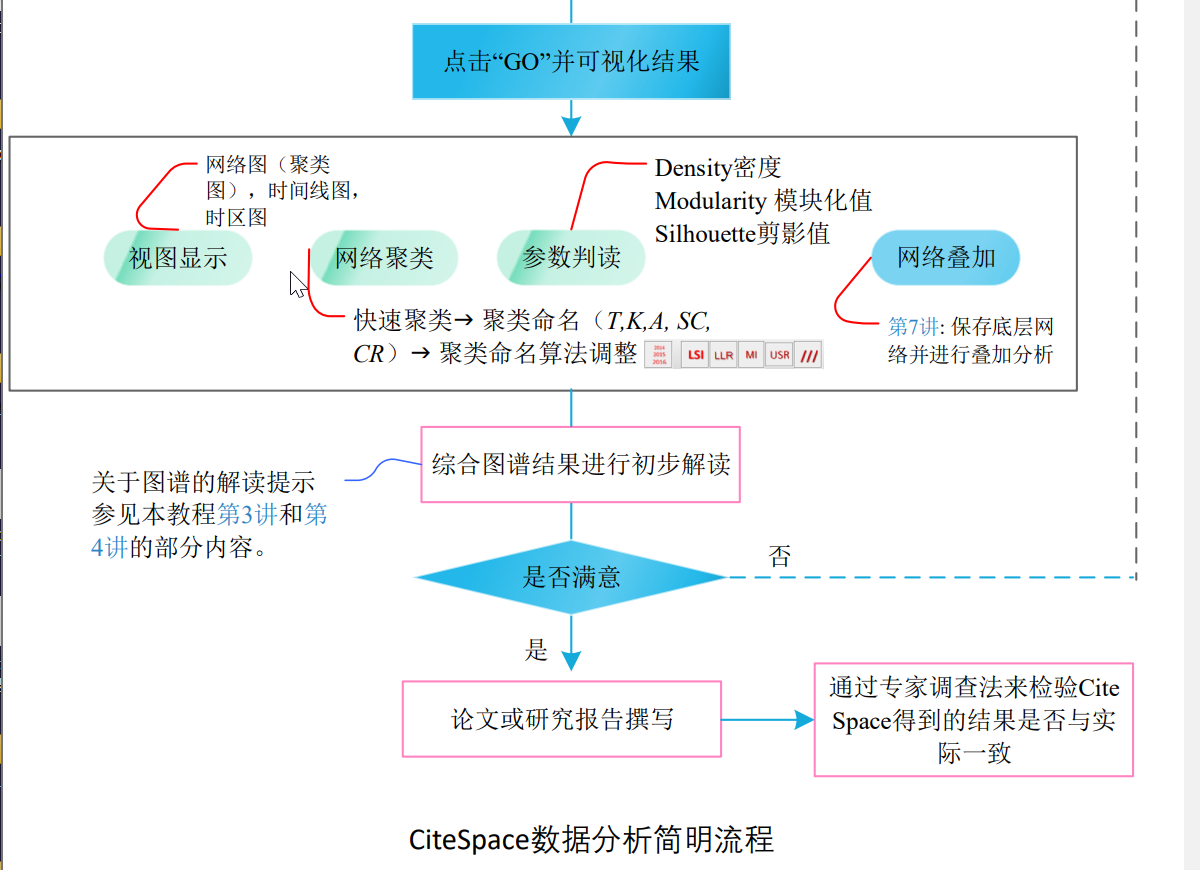 点击“GO”并可视化结果
网络图（聚类
图），时间线图，
时区图
Density密度
Modularity 模块化值
Silhouette剪影值
视图显示
网络聚类
参数判读
网络叠加
快速聚类→ 聚类命名（T,K,A, SC,
CR）→ 聚类命名算法调整
2014
2015
2016
LSI
LLR
MI
USR
第7讲: 保存底层网
络并进行叠加分析
综合图谱结果进行初步解读
关于图谱的解读提示
参见本教程第3讲和第
4讲的部分内容。
是否满意
否
是
论文或研究报告撰写
通过专家调查法来检验Cite
Space得到的结果是否与实
际一致
CiteSpace数据分析简明流程